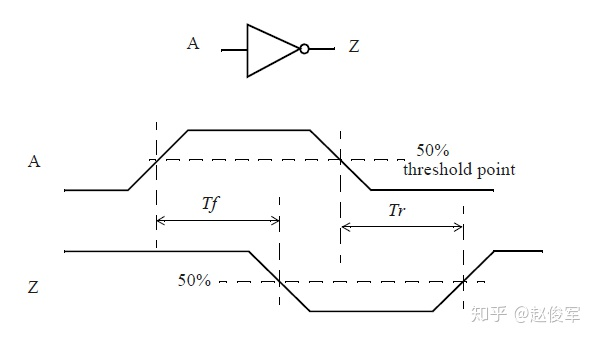 A Z
A
50%
threshold point
Tf
Tr
50%
Z
知乎 @赵俊军